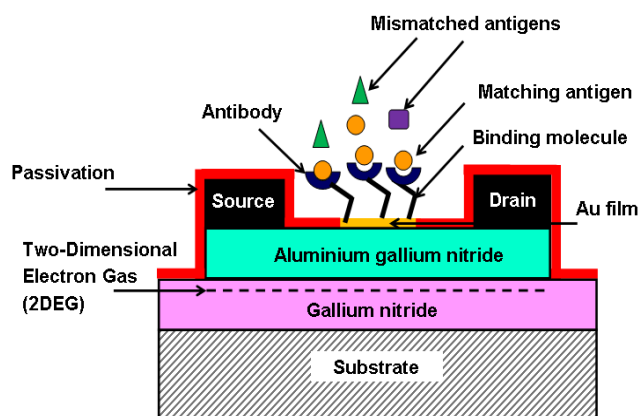 Mismatched antigens
Antibody
Matching antigen
Binding molecule
Passivation
Source
Drain
Au film
Two-Dimensional
Electron Gas
(2DEG)
Aluminium gallium nitride
Gallium nitride
Substrate